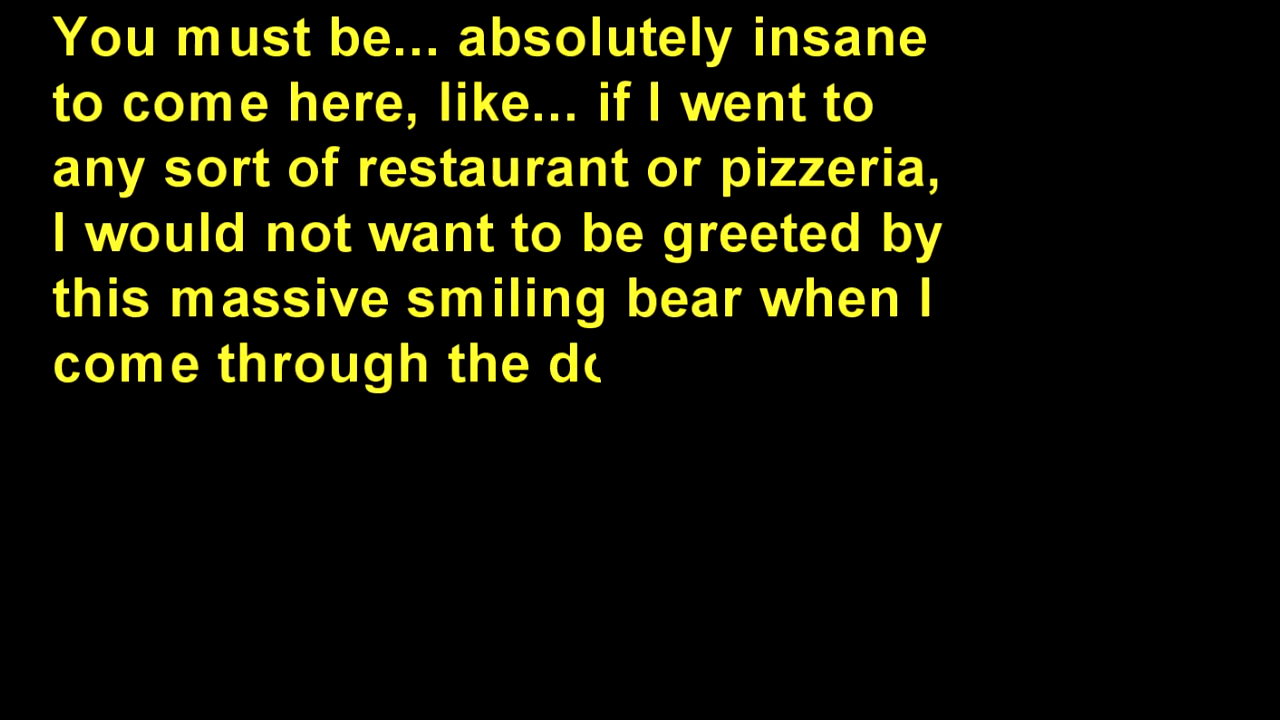 You must be... absolutely insane
to come here, like... if I went to
any sort of restaurant or pizzeria,
I would not want to be greeted by
this massive smiling bear when I
come through the